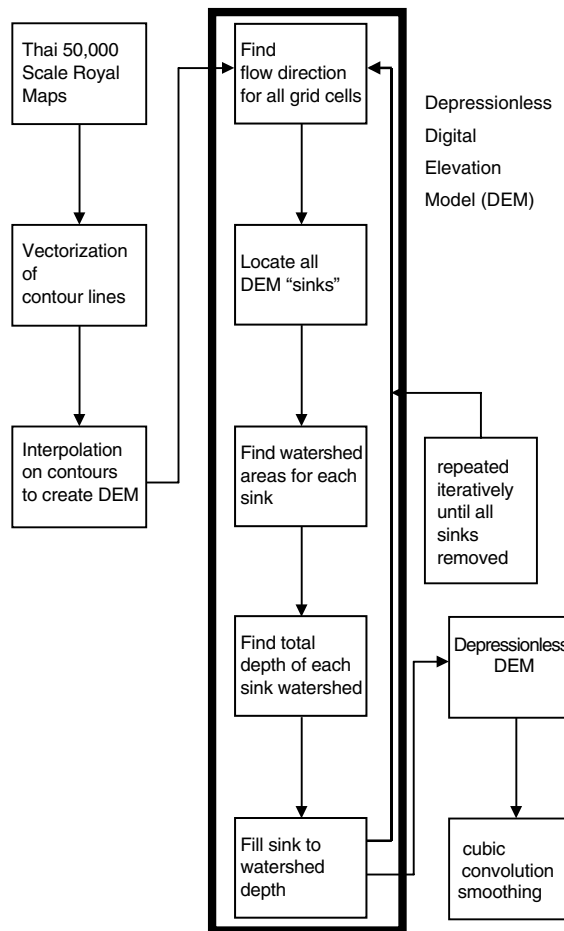 Thai 50,000
Scale Royal
Maps
Vectorization
of
contour lines
Interpolation
on contours
to create DEM
Find
flow direction
for all grid cells
Locate all
DEM “sinks”
Find watershed
areas for each
sink
Find total
depth of each
sink watershed
Fill sink to
watershed
depth
Depressionless
Digital
Elevation
Model (DEM)
repeated
iteratively
until all
sinks
removed
Depressionless
DEM
cubic
convolution
smoothing